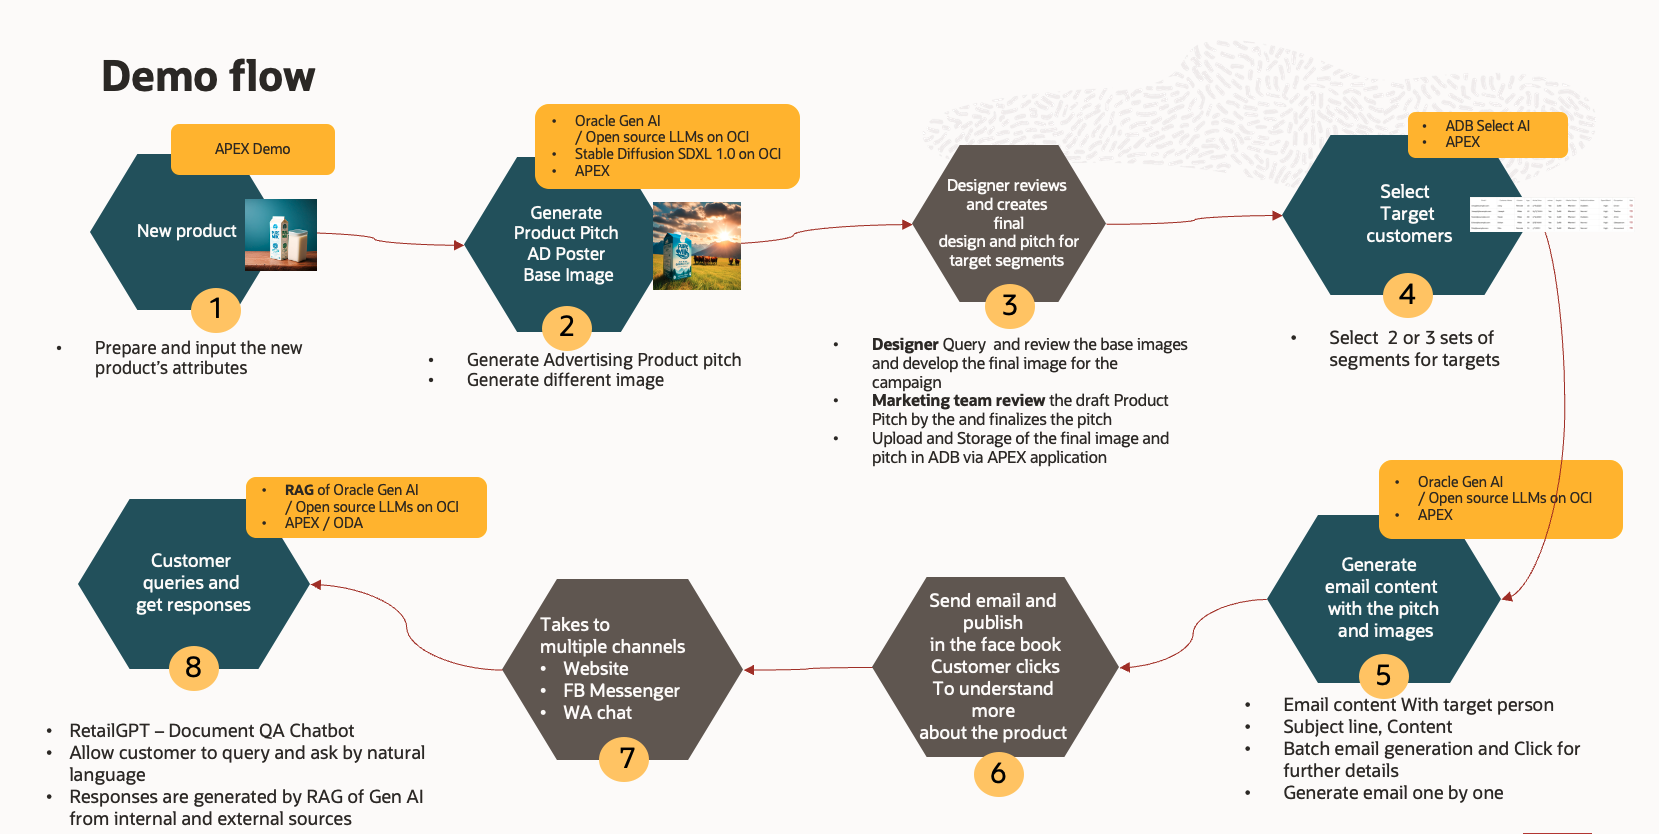 Demo flow
APEX Demo
New product
1
• Prepare and input the new
product's attributes
• Oracle Gen AI
/ Open source LLMs on OCI
• Stable Diffusion SDXL 1.0 on OCI
• APEX
Generate
Product Pitch
AD Poster
Base Image
2
• Generate Advertising Product pitch
• Generate different image
Designer reviews
and creates
final
design and pitch for
target segments
3
• Designer Query and review the base images
and develop the final image for the
campaign
• Marketing team review the draft Product
Pitch by the and finalizes the pitch
• Upload and Storage of the final image and
pitch in ADB via APEX application
• ADB Select AI
• APEX
Select
Target
customers
4
• Select 2 or 3 sets of
segments for targets
• Oracle Gen AI
/ Open source LLMs on OCI
• APEX
Generate
email content
with the pitch
and images
5
• Email content With target person
• Subject line, Content
• Batch email generation and Click for
further details
• Generate email one by one
Send email and
publish
in the face book
Customer clicks
To understand
more
about the product
6
Takes to
multiple channels
• Website
• FB Messenger
• WA chat
7
• RAG of Oracle Gen AI
/ Open source LLMs on OCI
• APEX / ODA
Customer
queries and
get responses
8
• RetailGPT – Document QA Chatbot
• Allow customer to query and ask by natural
language
• Responses are generated by RAG of Gen AI
from internal and external sources